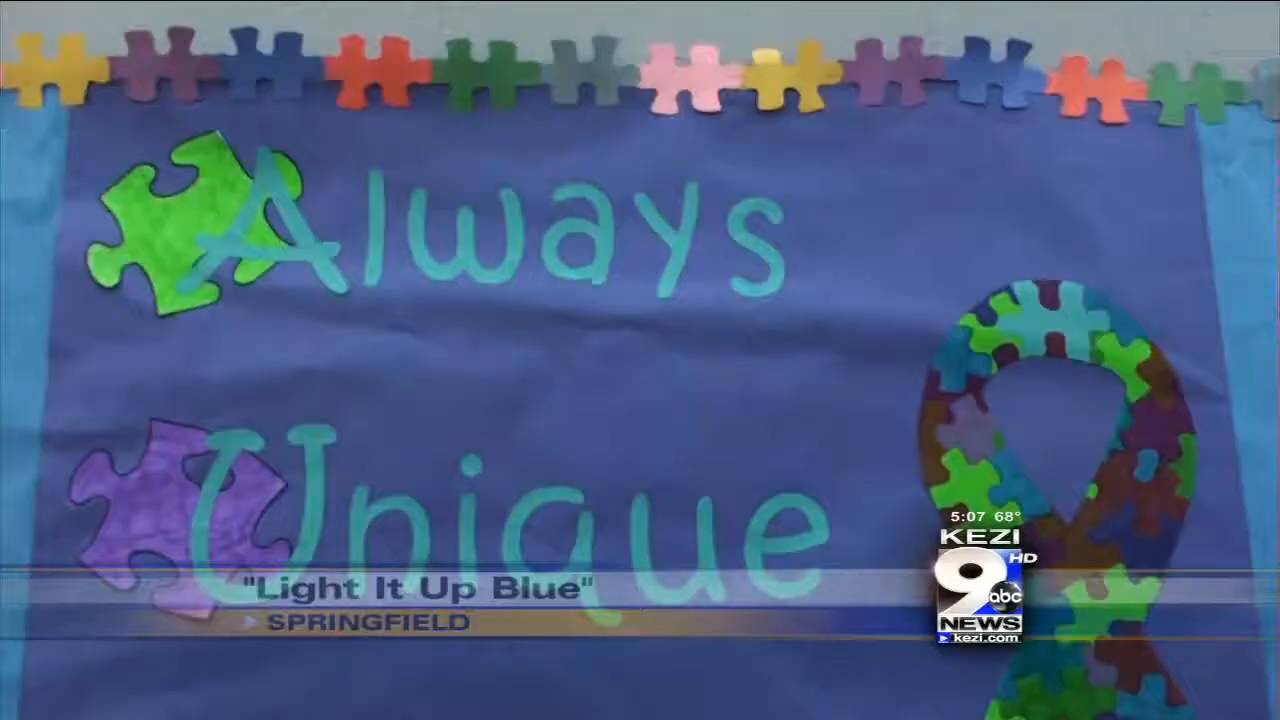 Always
Unique
"Light It Up Blue"
SPRINGFIELD
5:07 68°
KEZI
9 HD
abc
NEWS
kezi.com